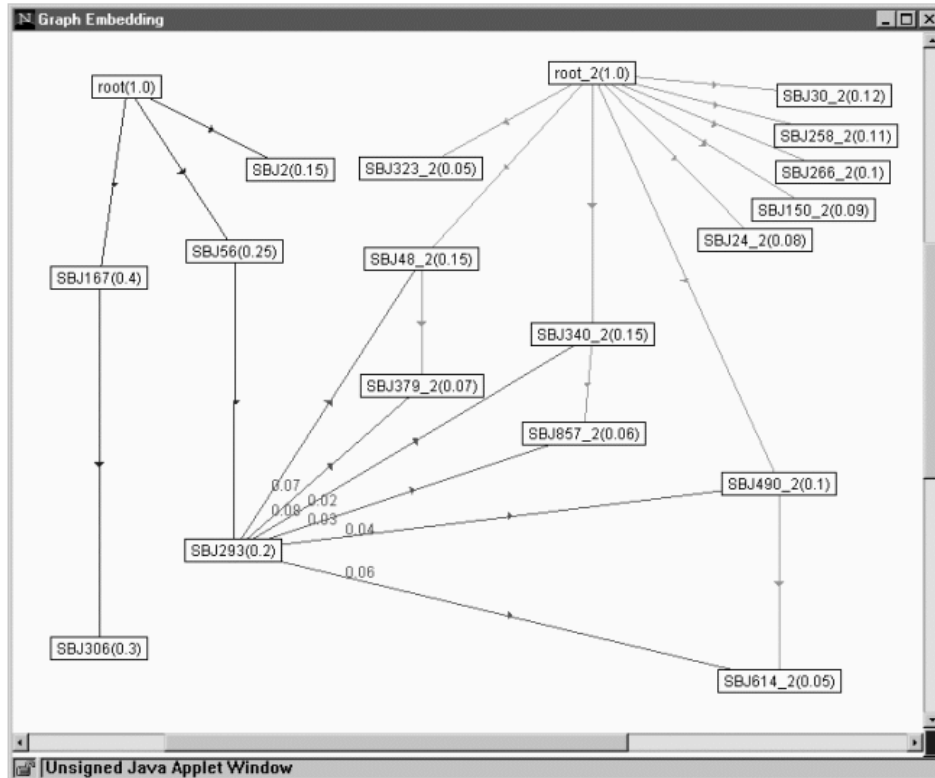 Graph Embedding
root(1.0)
root_2(1.0)
SBJ30_2(0.12)
SBJ258_2(0.11)
SBJ2(0.15)
SBJ323_2(0.05)
SBJ266_2(0.1)
SBJ150_2(0.09)
SBJ24_2(0.08)
SBJ56(0.25)
SBJ48_2(0.15)
SBJ167(0.4)
SBJ340_2(0.15)
SBJ379_2(0.07)
SBJ857_2(0.06)
SBJ490_2(0.1)
0.07
0.02
0.08
0.03
0.04
SBJ293(0.2)
0.06
SBJ306(0.3)
SBJ614_2(0.05)
Unsigned Java Applet Window